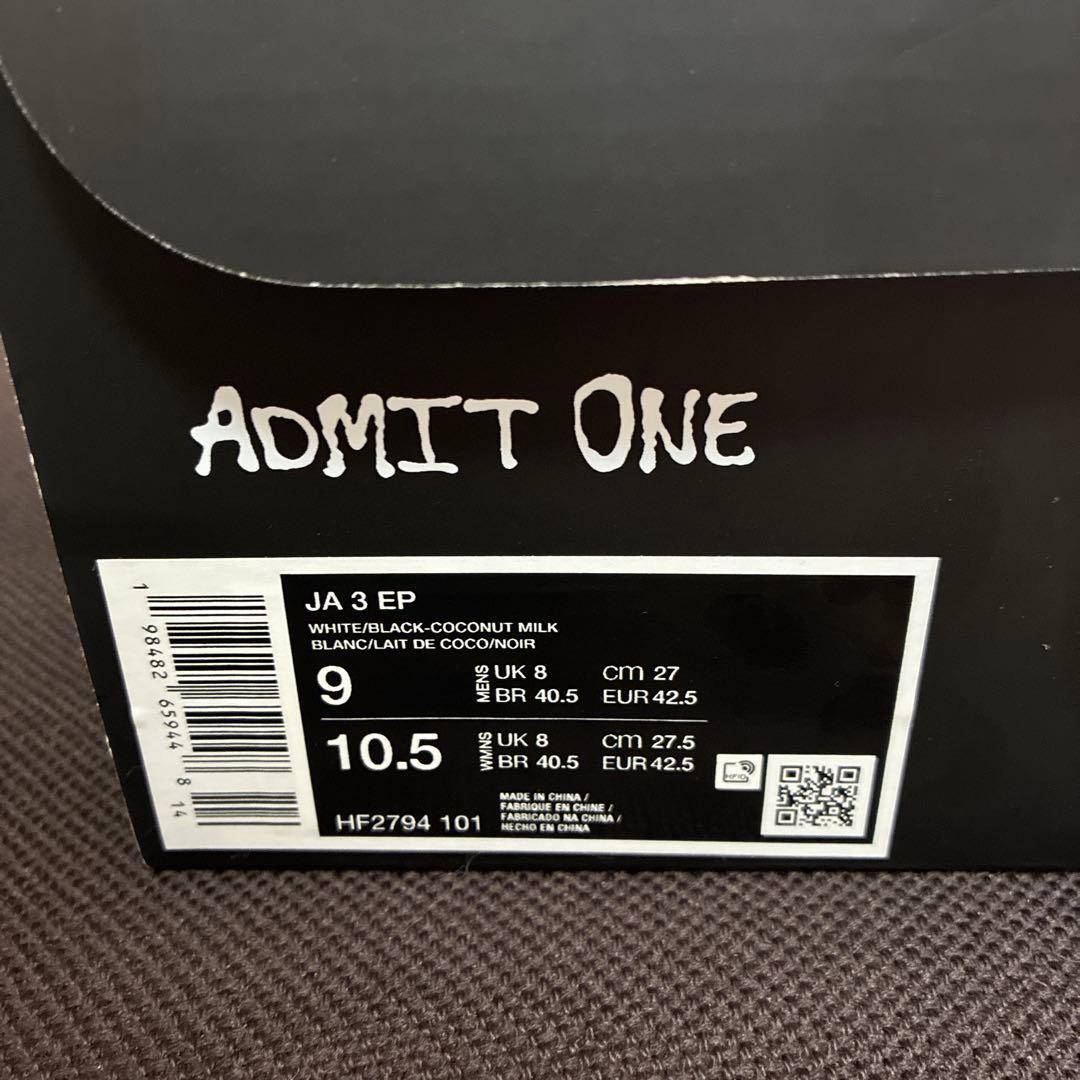 ADMIT ONE
JA 3 EP
WHITE/BLACK-COCONUT MILK
BLANC/LAIT DE COCO/NOIR
9 MENS UK 8 cm 27
BR 40.5 EUR 42.5
10.5 WMNS UK 8 cm 27.5
BR 40.5 EUR 42.5
HF2794 101
MADE IN CHINA /
FABRIQUE EN CHINE /
FABRICADO NA CHINA /
HECHO EN CHINA
1 98482 65944 8 14